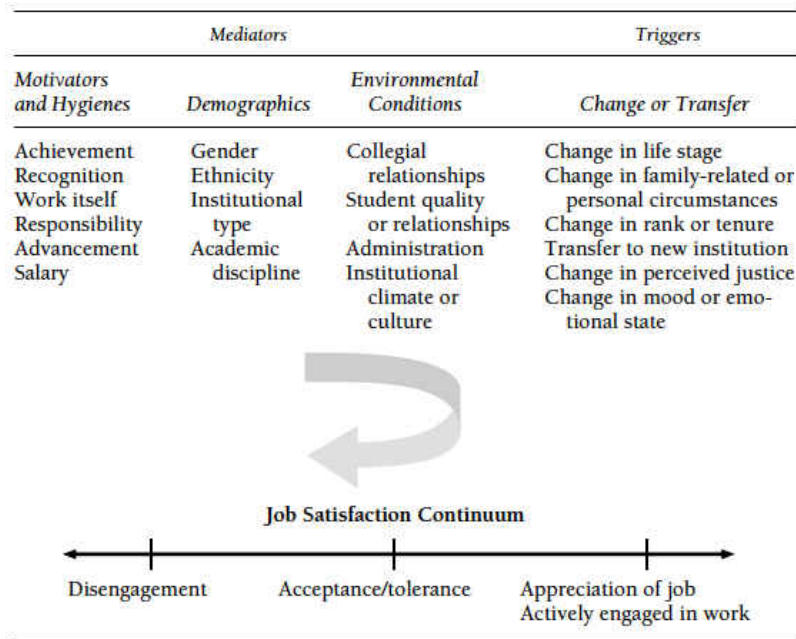 Mediators Triggers
Motivators and Hygienes
Demographics
Environmental Conditions
Change or Transfer
Achievement
Recognition
Work itself
Responsibility
Advancement
Salary
Gender
Ethnicity
Institutional
type
Academic
discipline
Collegial
relationships
Student quality
or relationships
Administration
Institutional
climate or
culture
Change in life stage
Change in family-related or
personal circumstances
Change in rank or tenure
Transfer to new institution
Change in perceived justice
Change in mood or emo-
tional state
Job Satisfaction Continuum
Disengagement
Acceptance/tolerance
Appreciation of job
Actively engaged in work